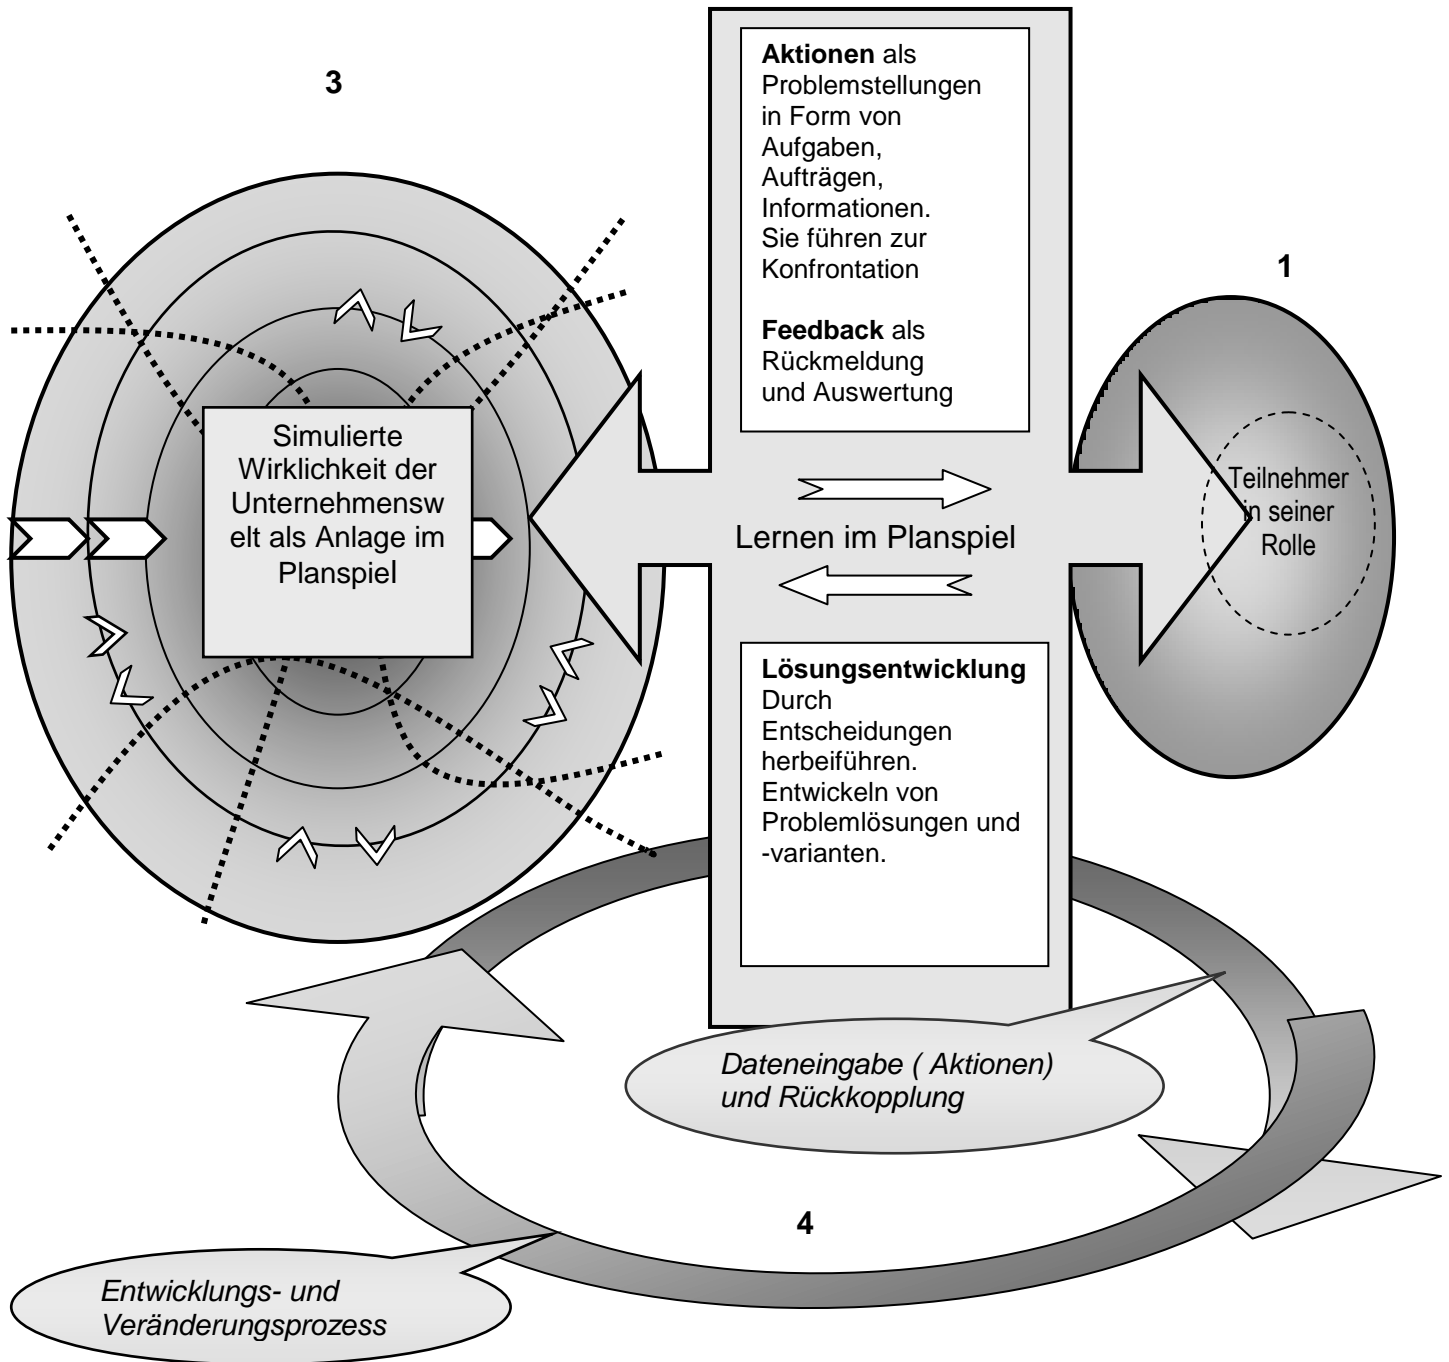 3
Aktionen als
Problemstellungen
in Form von
Aufgaben,
Aufträgen,
Informationen.
Sie führen zur
Konfrontation
Feedback als
Rückmeldung
und Auswertung
1
Simulierte
Wirklichkeit der
Unternehmensw
elt als Anlage im
Planspiel
Lernen im Planspiel
Teilnehmer
in seiner
Rolle
Lösungsentwicklung
Durch
Entscheidungen
herbeiführen.
Entwickeln von
Problemlösungen und
-varianten.
Dateneingabe ( Aktionen)
und Rückkopplung
4
Entwicklungs- und
Veränderungsprozess